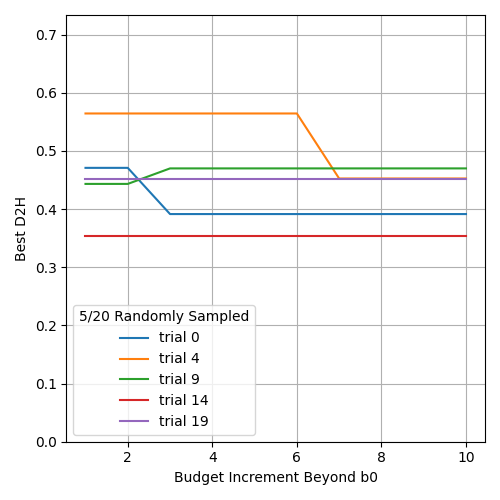 0.7
0.6
0.5
0.4
0.3
0.2
0.1
0.0
Best D2H
5/20 Randomly Sampled
trial 0
trial 4
trial 9
trial 14
trial 19
2 4 6 8 10
Budget Increment Beyond b0